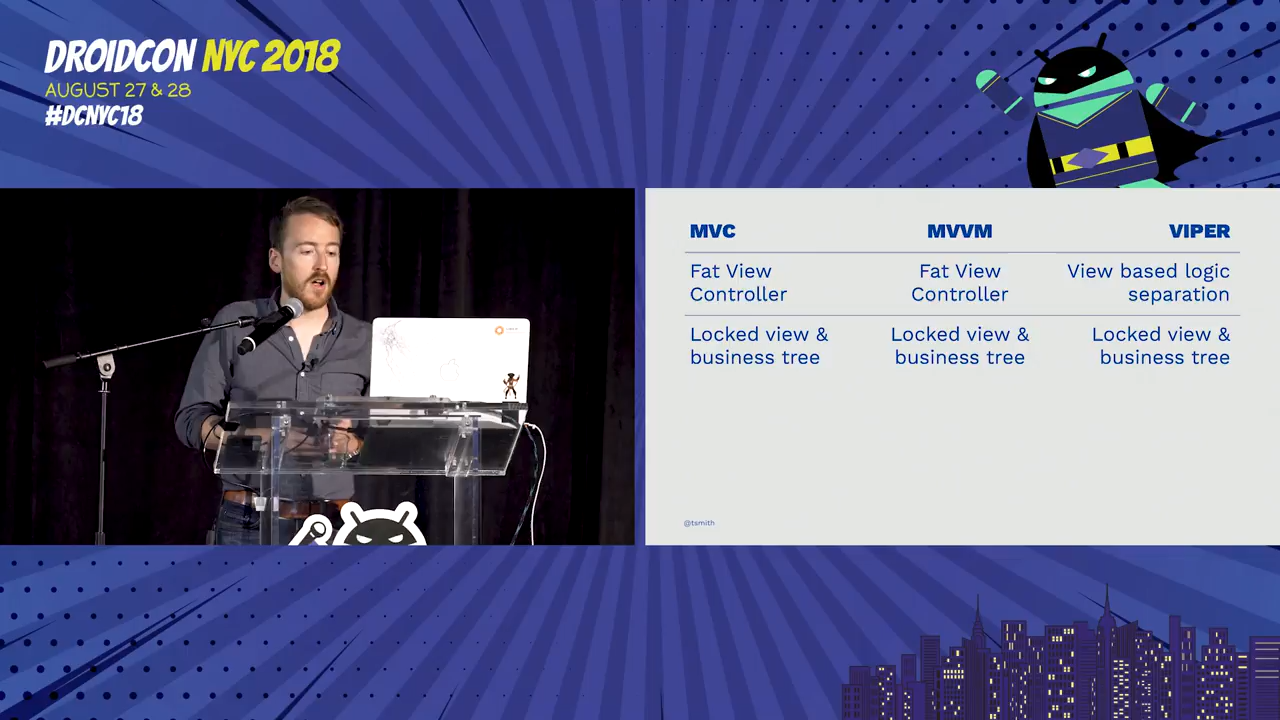 DROIDCON NYC 2018
AUGUST 27 & 28
#DCNYC18
MVC MVVM VIPER
Fat View Fat View View based logic
Controller Controller separation
Locked view & Locked view & Locked view &
business tree business tree business tree
@tsmith